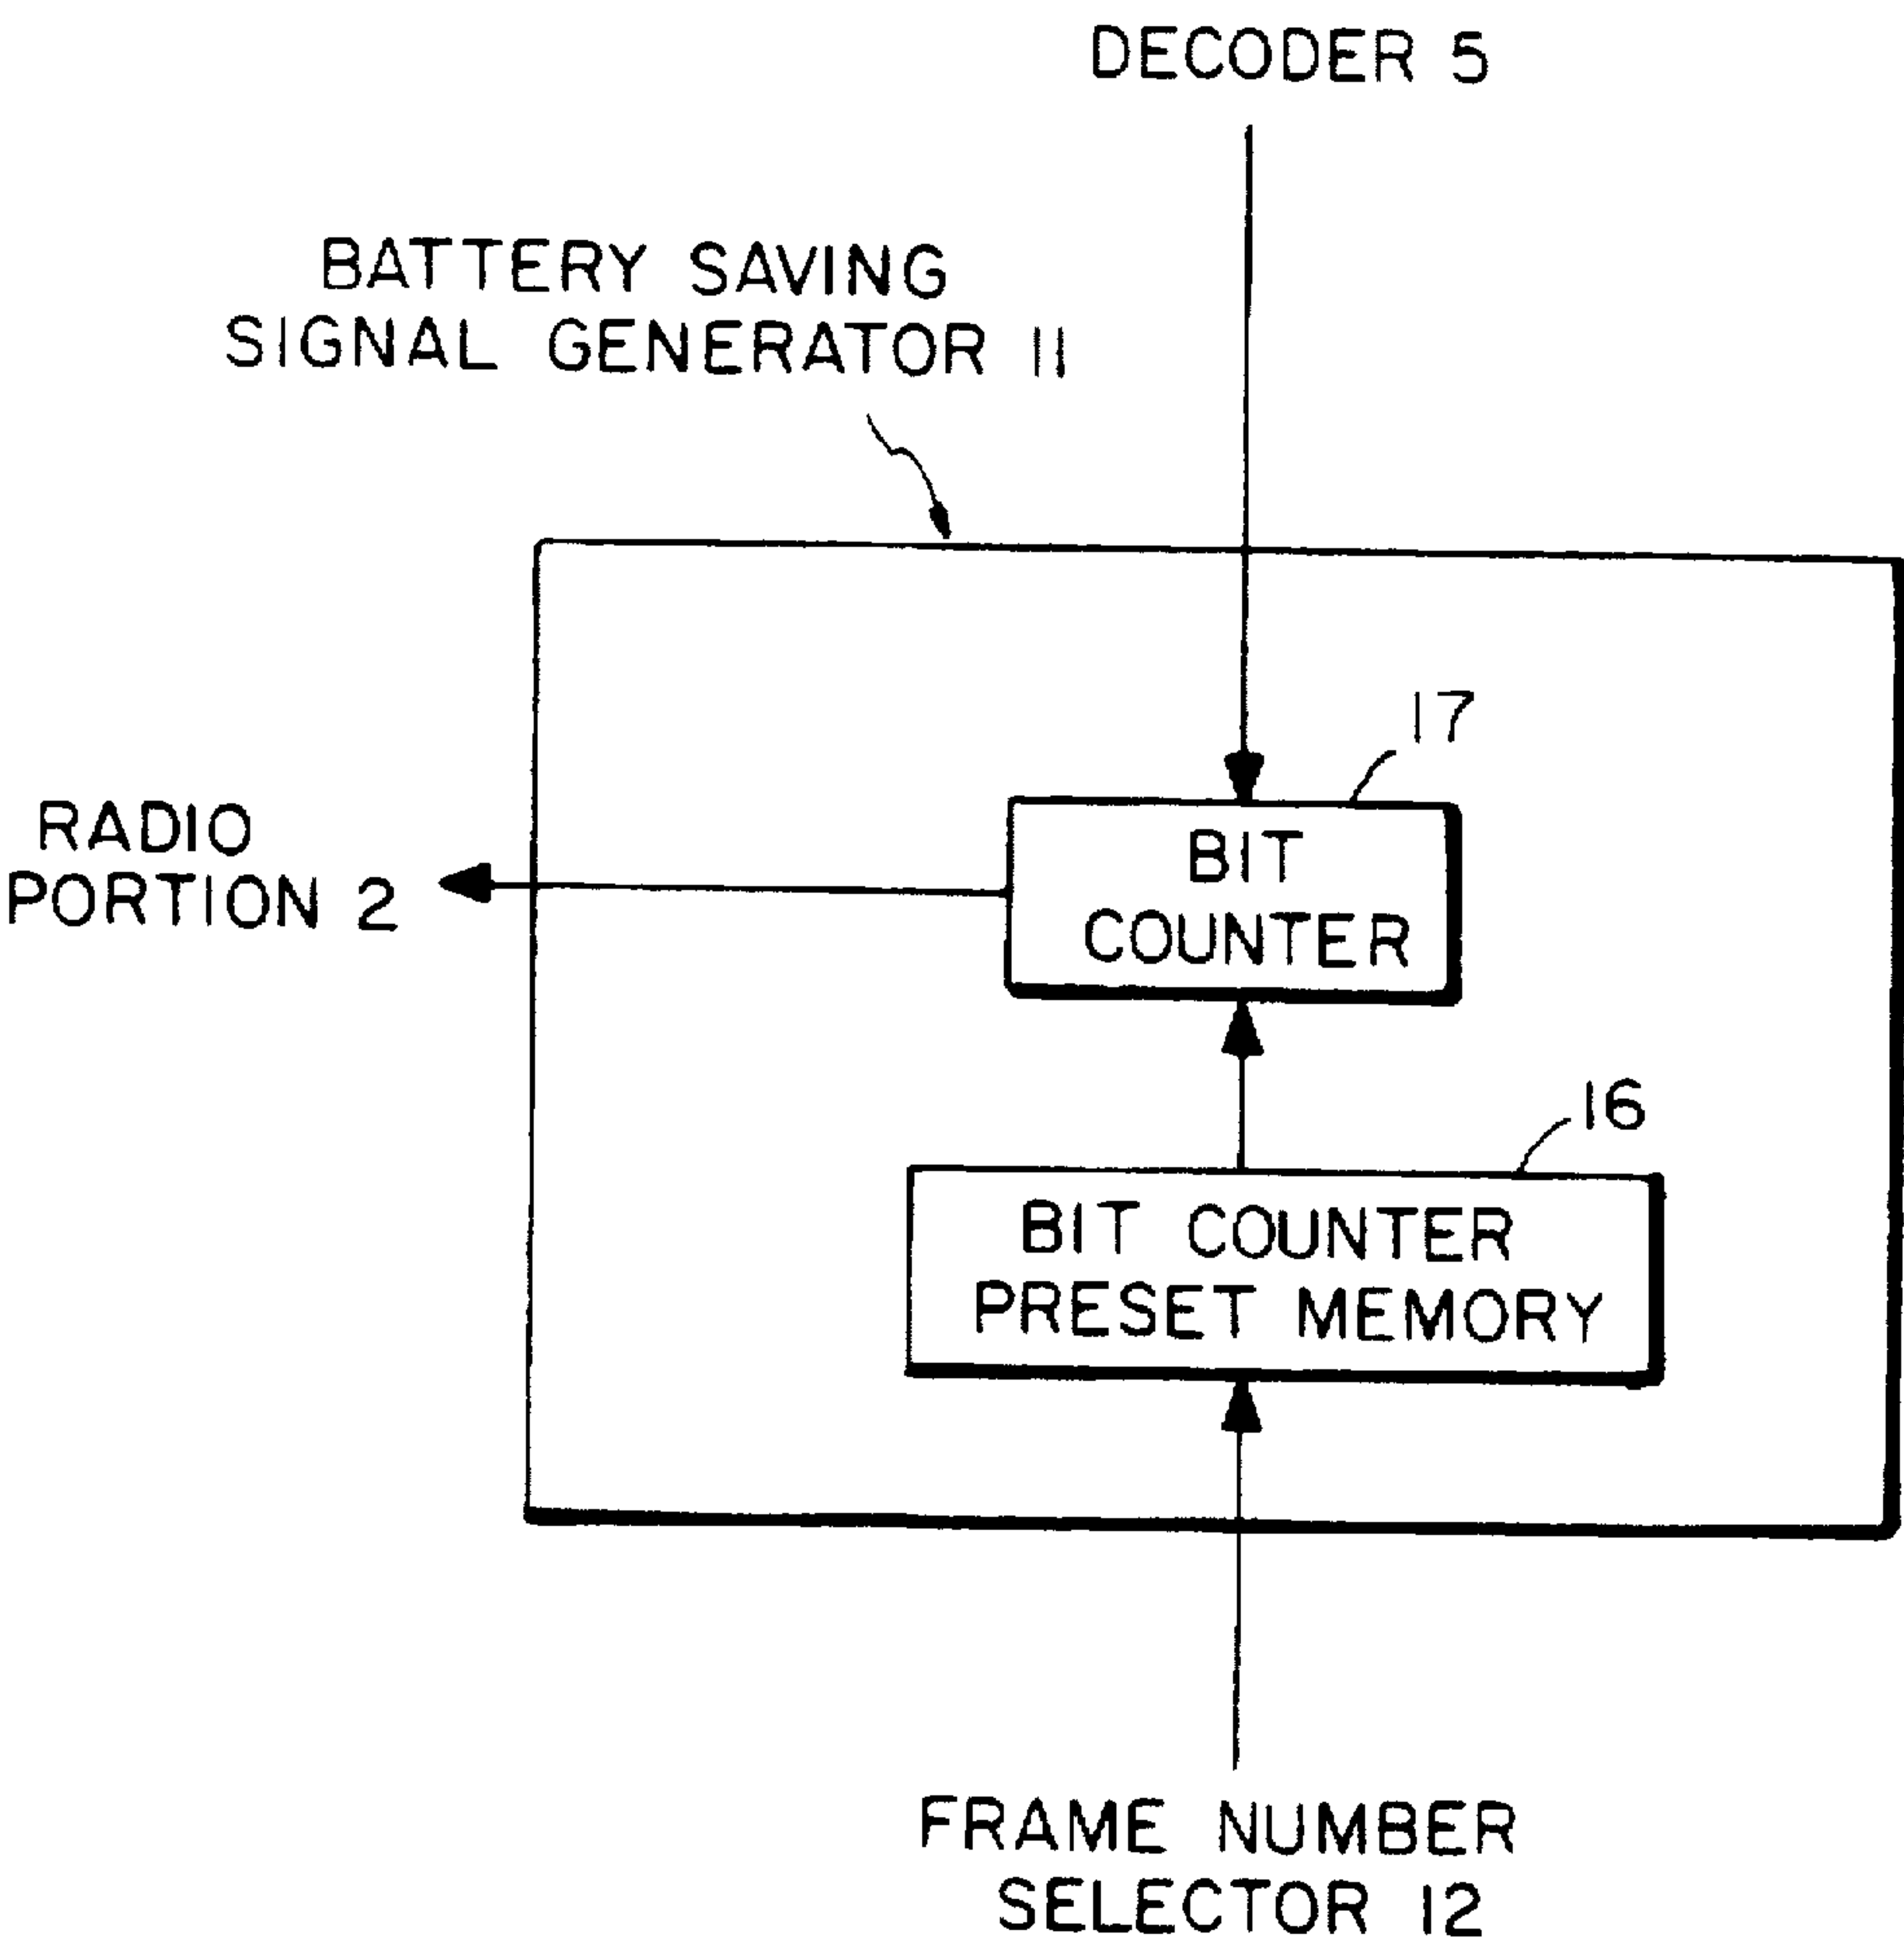 DECODER 5
BATTERY SAVING
SIGNAL GENERATOR 11
17
RADIO
PORTION 2
BIT
COUNTER
16
BIT COUNTER
PRESET MEMORY
FRAME NUMBER
SELECTOR 12